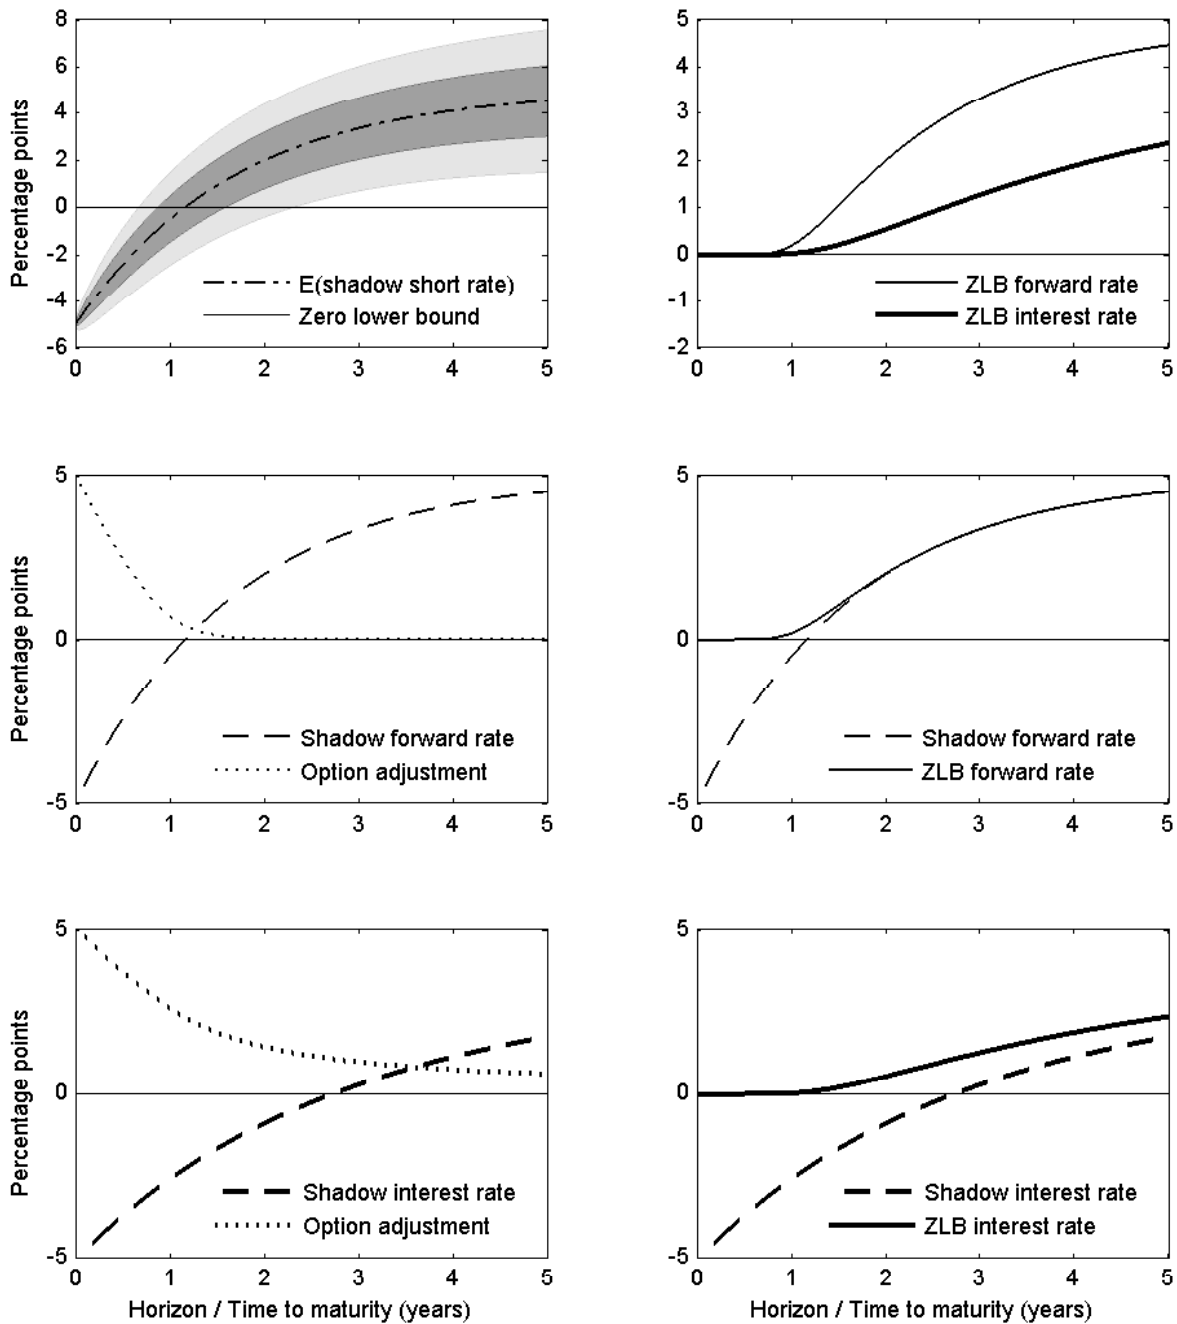 8
6
4
2
0
-2
-4
-6
0 1 2 3 4 5
Percentage points
E(shadow short rate)
Zero lower bound
5
4
3
2
1
0
-1
-2
0 1 2 3 4 5
ZLB forward rate
ZLB interest rate
5
0
-5
0 1 2 3 4 5
Percentage points
Shadow forward rate
Option adjustment
5
0
-5
0 1 2 3 4 5
Shadow forward rate
ZLB forward rate
5
0
-5
0 1 2 3 4 5
Percentage points
Shadow interest rate
Option adjustment
Horizon / Time to maturity (years)
5
0
-5
0 1 2 3 4 5
Shadow interest rate
ZLB interest rate
Horizon / Time to maturity (years)